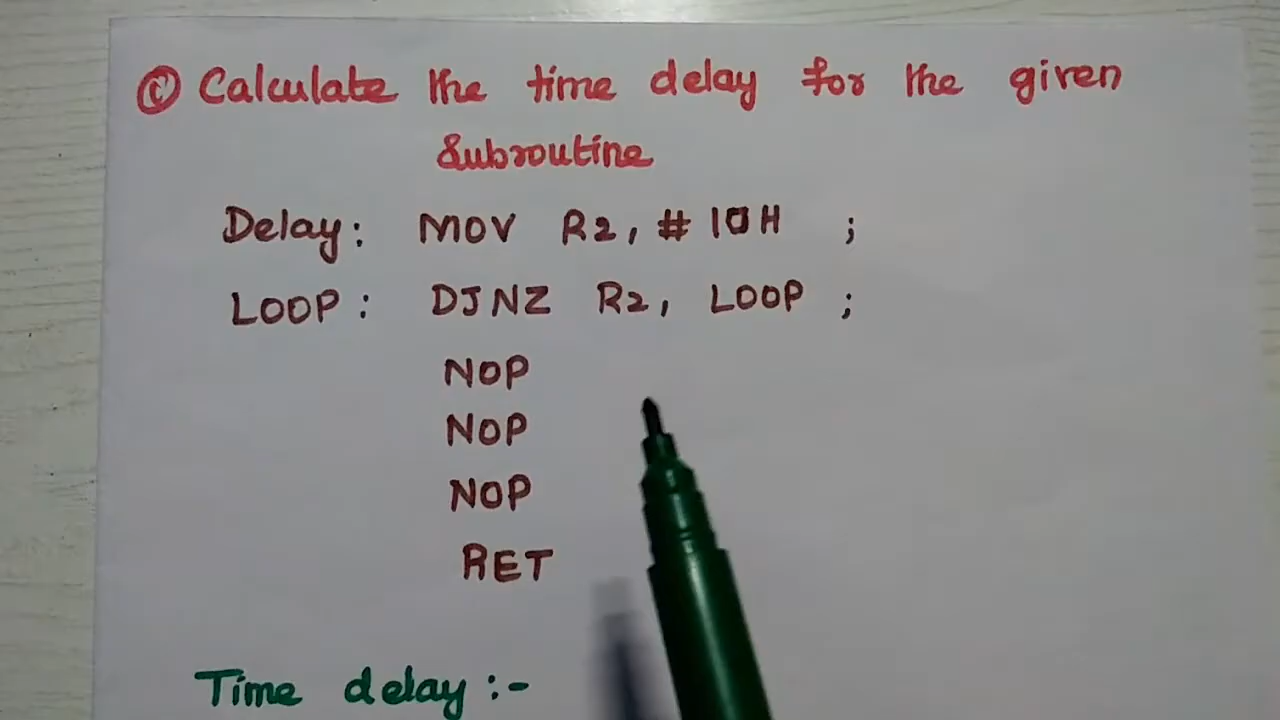 (c) Calculate the time delay for the given
Subroutine
Delay: MOV R2, #10H ;
LOOP: DJNZ R2, LOOP ;
NOP
NOP
NOP
RET
Time delay :-